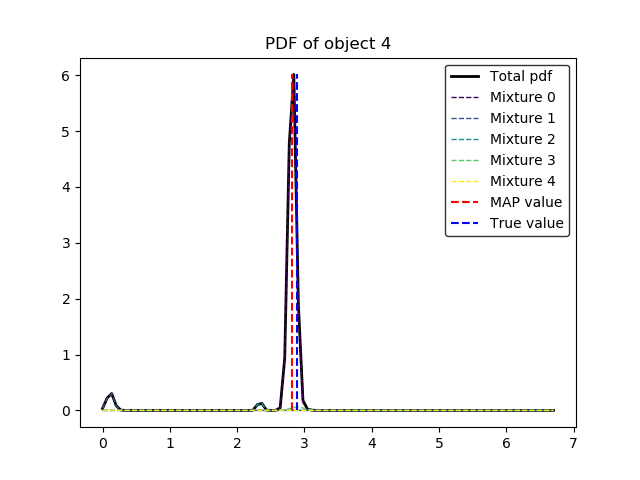 PDF of object 4
6
5
4
3
2
1
0
Total pdf
Mixture 0
Mixture 1
Mixture 2
Mixture 3
Mixture 4
MAP value
True value
0 1 2 3 4 5 6 7